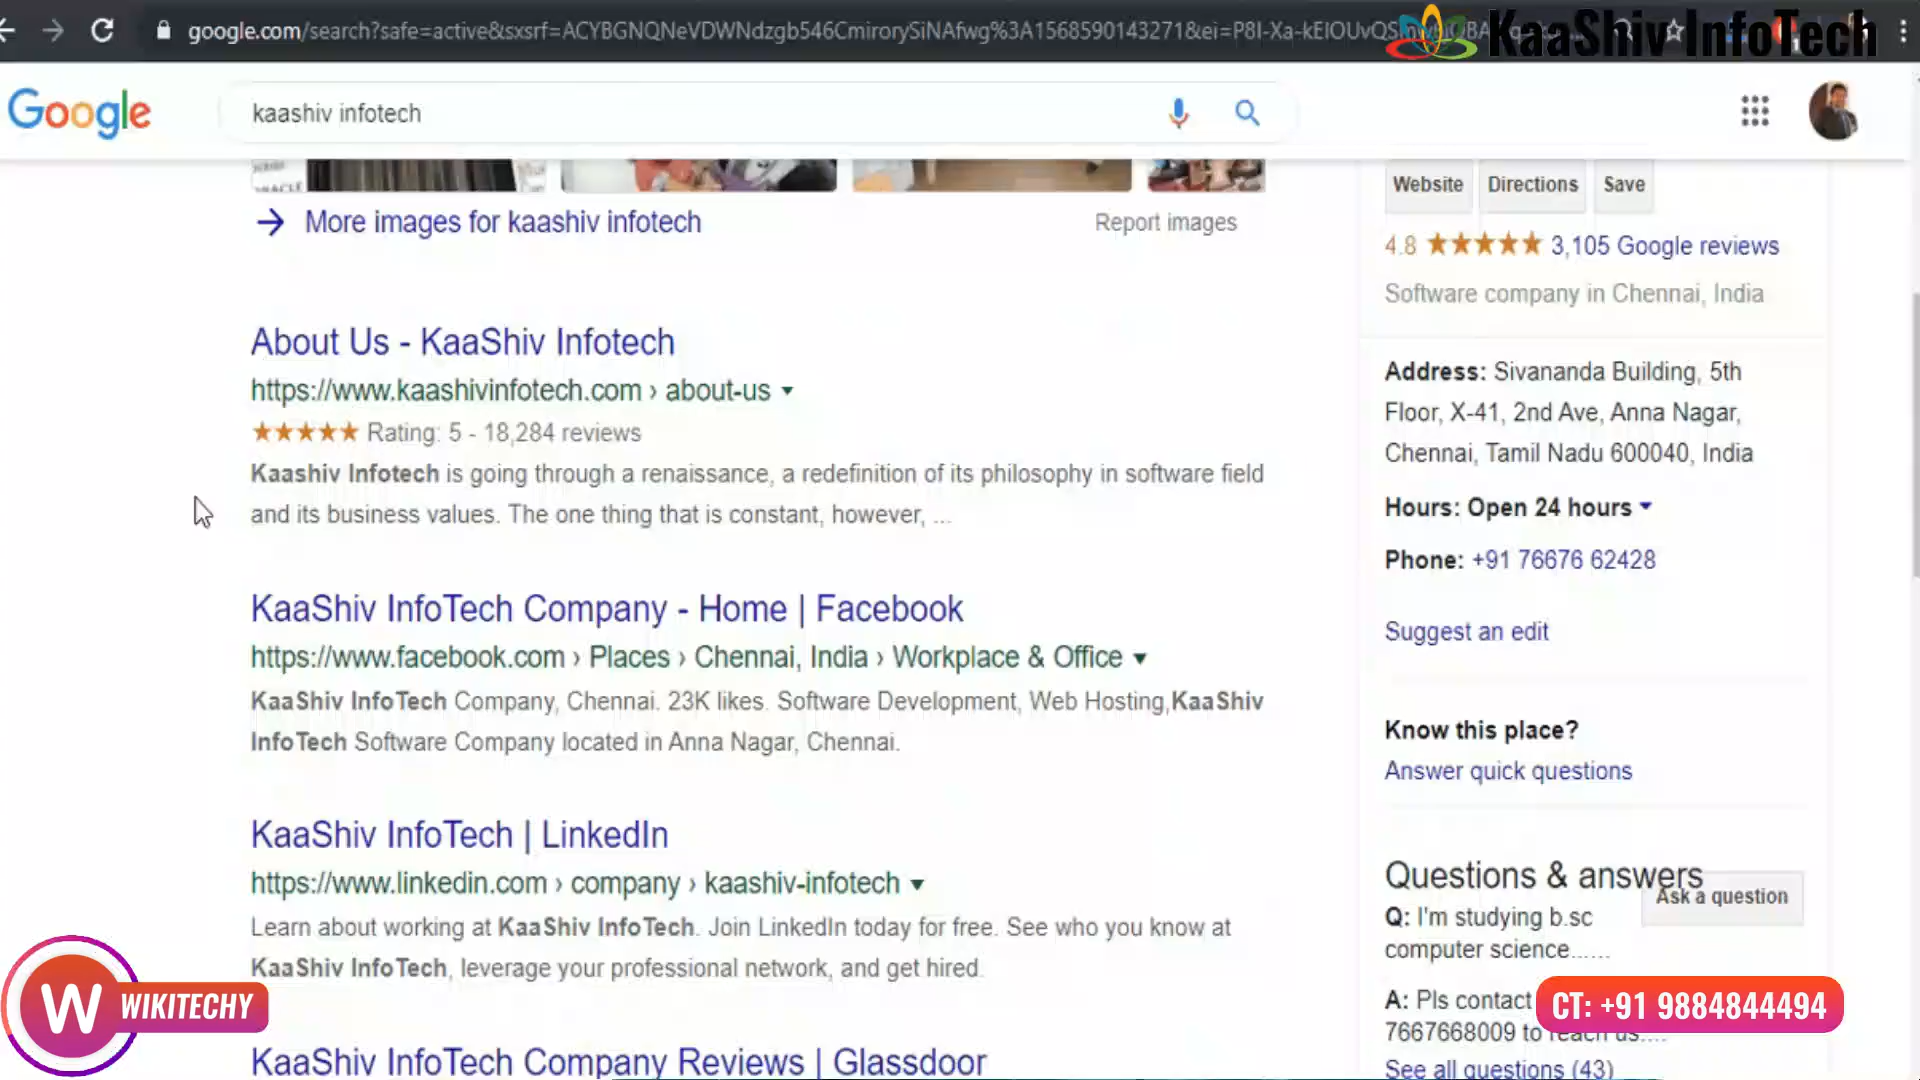 google.com/search?safe=active&sxsrf=ACYBGNQNeVDWNdzgb546CmirorySiNAfwg%3A1568590143271&ei=P8I-Xa-kEIOUvQS
KaaShiv InfoTech
Google
kaashiv infotech
ORACLE
More images for kaashiv infotech
Report images
About Us - KaaShiv Infotech
https://www.kaashivinfotech.com › about-us
Rating: 5 - 18,284 reviews
Kaashiv Infotech is going through a renaissance, a redefinition of its philosophy in software field
and its business values. The one thing that is constant, however, ...
KaaShiv InfoTech Company - Home | Facebook
https://www.facebook.com › Places › Chennai, India › Workplace & Office
KaaShiv InfoTech Company, Chennai. 23K likes. Software Development, Web Hosting,KaaShiv
InfoTech Software Company located in Anna Nagar, Chennai.
KaaShiv InfoTech | LinkedIn
https://www.linkedin.com › company › kaashiv-infotech
Learn about working at KaaShiv InfoTech. Join LinkedIn today for free. See who you know at
KaaShiv InfoTech, leverage your professional network, and get hired.
KaaShiv InfoTech Company Reviews | Glassdoor
Website Directions Save
4.8 3,105 Google reviews
Software company in Chennai, India
Address: Sivananda Building, 5th
Floor, X-41, 2nd Ave, Anna Nagar,
Chennai, Tamil Nadu 600040, India
Hours: Open 24 hours
Phone: +91 76676 62428
Suggest an edit
Know this place?
Answer quick questions
Questions & answers
Ask a question
Q: I'm studying b.sc
computer science......
A: Pls contact
7667668009 to reach us....
See all questions (43)
W WIKITECHY
CT: +91 9884844494